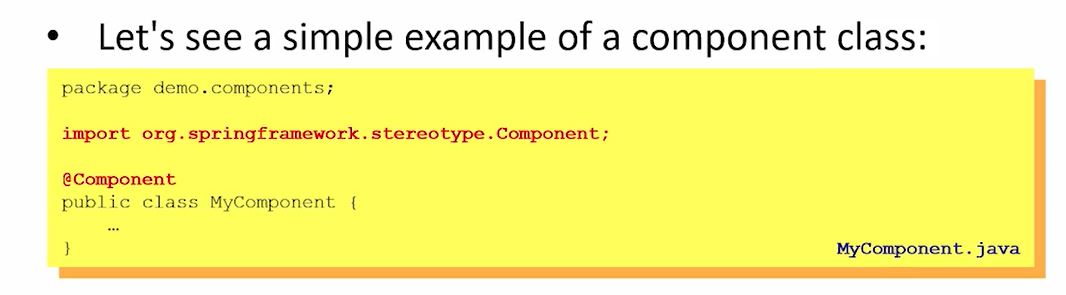 • Let's see a simple example of a component class:
package demo.components;
import org.springframework.stereotype.Component;
@Component
public class MyComponent {
…
}
MyComponent.java